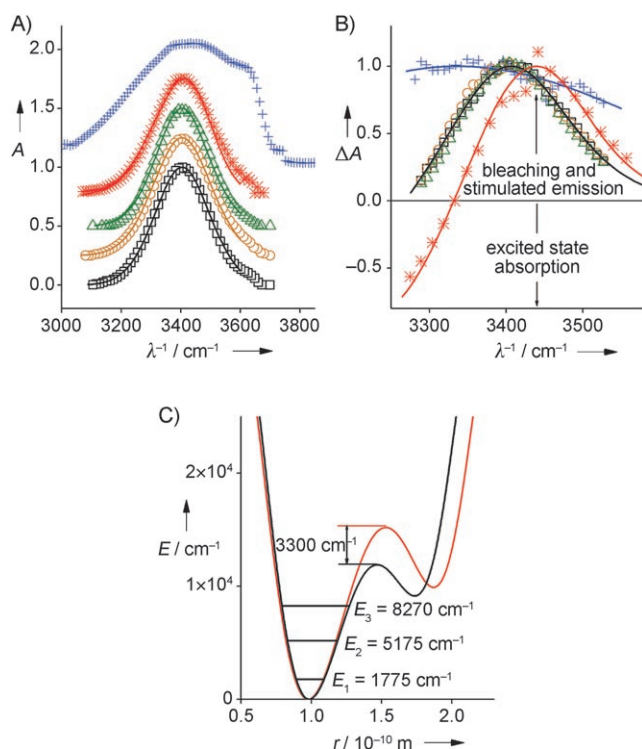 A)
2.0
1.5
A
1.0
0.5
0.0
3000 3200 3400 3600 3800
λ⁻¹ / cm⁻¹
B)
1.0
0.5
ΔA
0.0
−0.5
bleaching and
stimulated emission
excited state
absorption
3300 3400 3500
λ⁻¹ / cm⁻¹
C)
2×10⁴
E / cm⁻¹
3300 cm⁻¹
1×10⁴
E₃ = 8270 cm⁻¹
E₂ = 5175 cm⁻¹
E₁ = 1775 cm⁻¹
0
0.5 1.0 1.5 2.0
r / 10⁻¹⁰ m